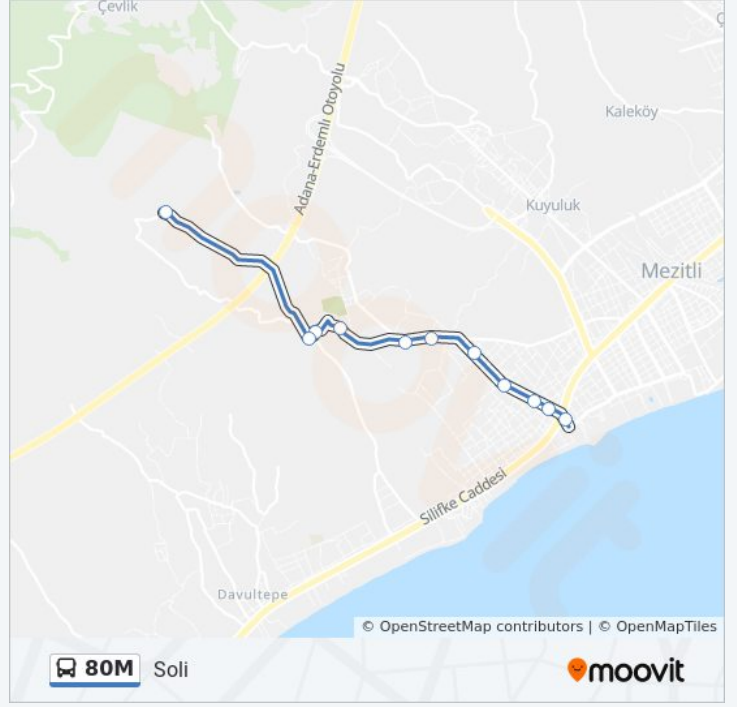 Çevlik
Ç
Adana-Erdemli Otoyolu
Kaleköy
Kuyuluk
Mezitli
Silifke Caddesi
Davultepe
© OpenStreetMap contributors | © OpenMapTiles
80M Soli
moovit